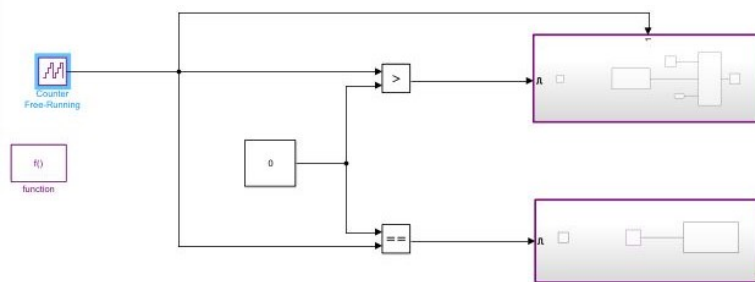 Counter
Free-Running
>
f()
function
0
==